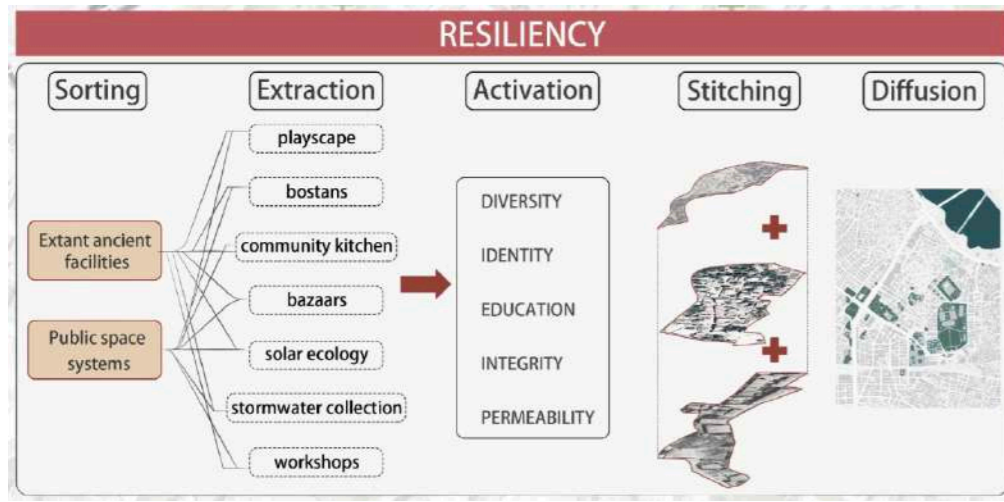 RESILIENCY
Sorting
Extraction
Activation
Stitching
Diffusion
Extant ancient
facilities
Public space
systems
playscape
bostans
community kitchen
bazaars
solar ecology
stormwater collection
workshops
DIVERSITY
IDENTITY
EDUCATION
INTEGRITY
PERMEABILITY